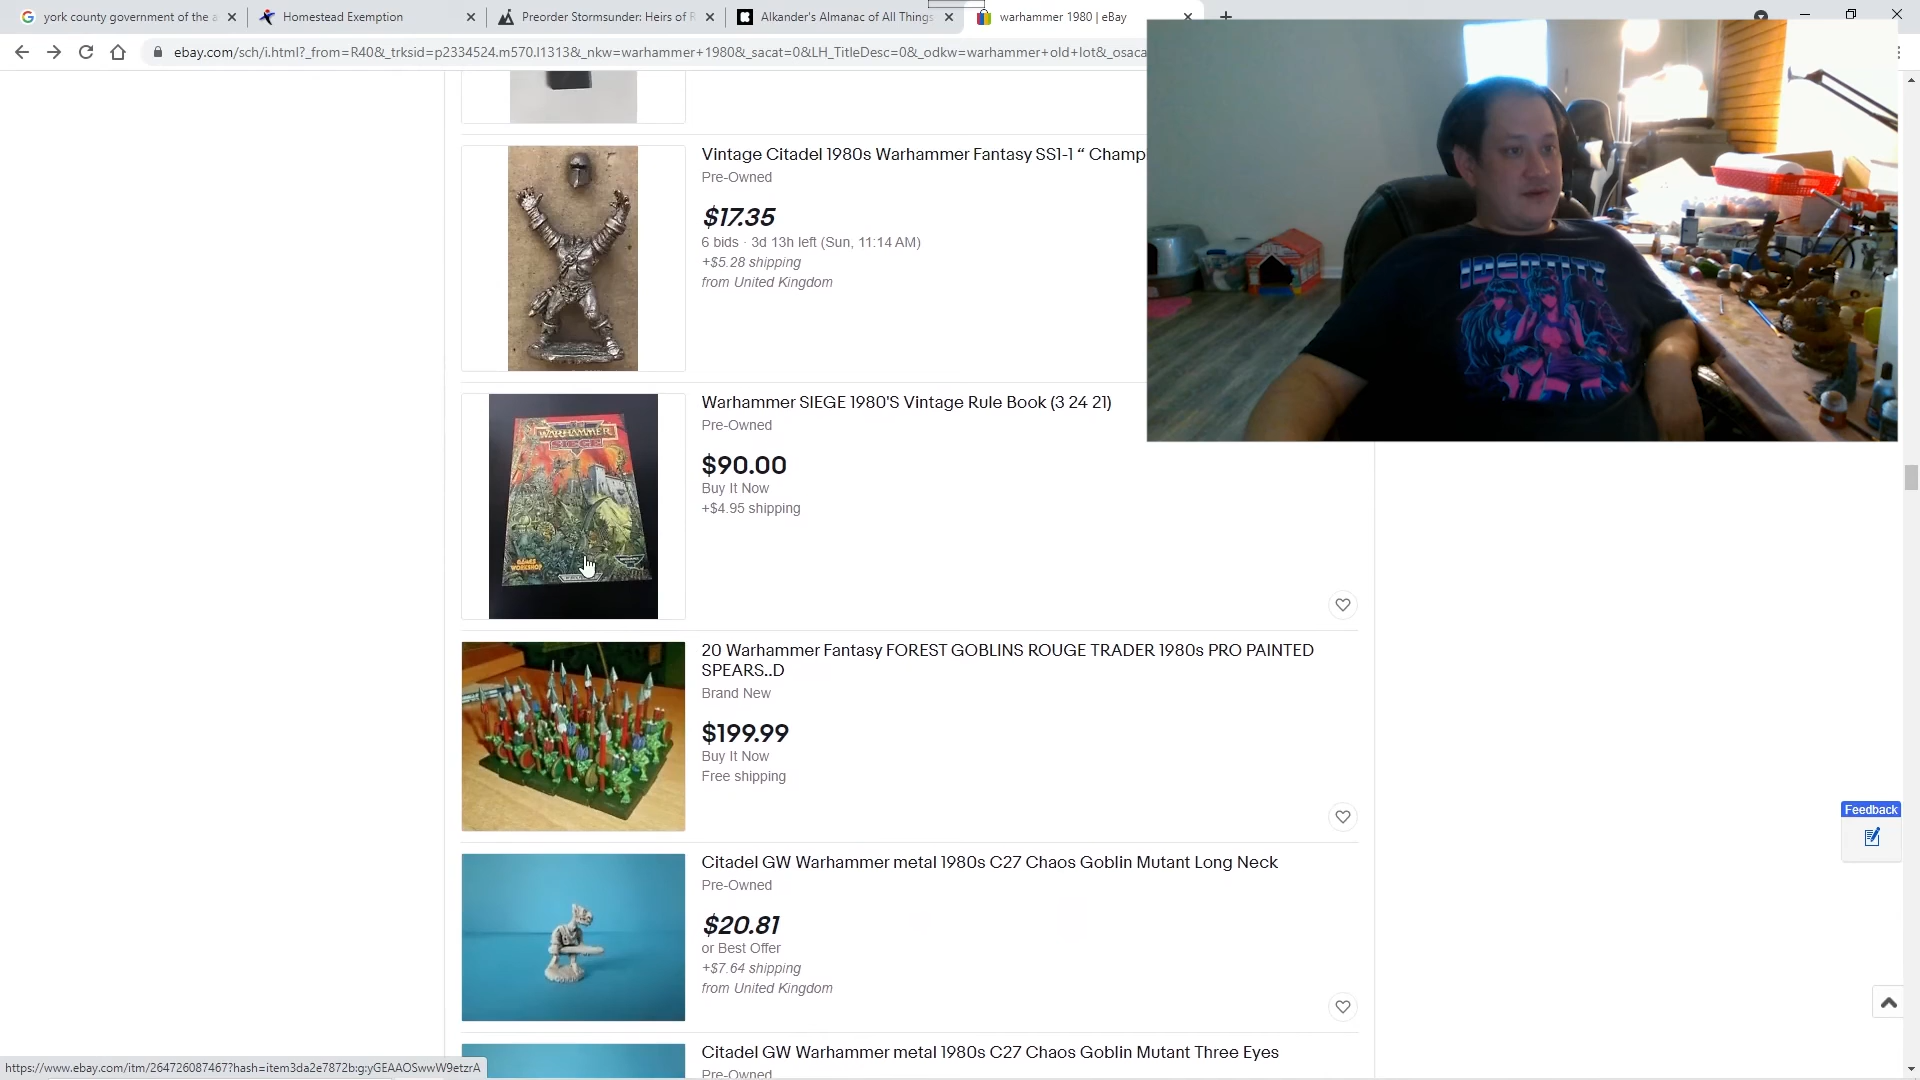 york county government of the a
Homestead Exemption
Preorder Stormsunder: Heirs of R
Alkander's Almanac of All Things
warhammer 1980 | eBay
ebay.com/sch/i.html?_from=R40&_trksid=p2334524.m570.l1313&_nkw=warhammer+1980&_sacat=0&LH_TitleDesc=0&_odkw=warhammer+old+lot&_osaca
Vintage Citadel 1980s Warhammer Fantasy SS1-1 “ Champ
Pre-Owned
$17.35
6 bids · 3d 13h left (Sun, 11:14 AM)
+$5.28 shipping
from United Kingdom
IDENTITY
Warhammer SIEGE 1980'S Vintage Rule Book (3 24 21)
Pre-Owned
$90.00
Buy It Now
+$4.95 shipping
WARHAMMER
SIEGE
GAMES
WORKSHOP
20 Warhammer Fantasy FOREST GOBLINS ROUGE TRADER 1980s PRO PAINTED
SPEARS..D
Brand New
$199.99
Buy It Now
Free shipping
Feedback
Citadel GW Warhammer metal 1980s C27 Chaos Goblin Mutant Long Neck
Pre-Owned
$20.81
or Best Offer
+$7.64 shipping
from United Kingdom
Citadel GW Warhammer metal 1980s C27 Chaos Goblin Mutant Three Eyes
Pre-Owned
https://www.ebay.com/itm/264726087467?hash=item3da2e7872b:g:yGEAAOSwwW9etzrA